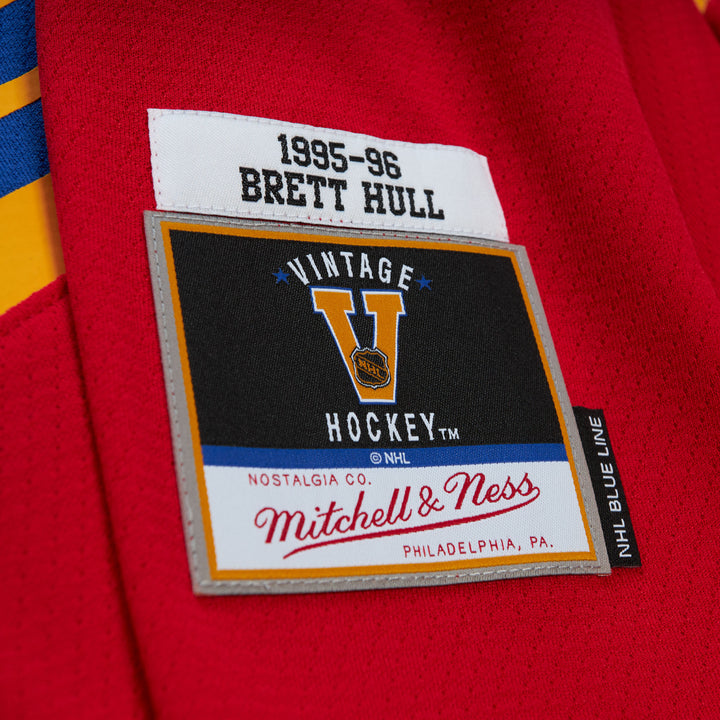 1995-96
BRETT HULL
VINTAGE
V
NHL
HOCKEY™
© NHL
NOSTALGIA CO.
Mitchell & Ness
PHILADELPHIA, PA.
NHL BLUE LINE